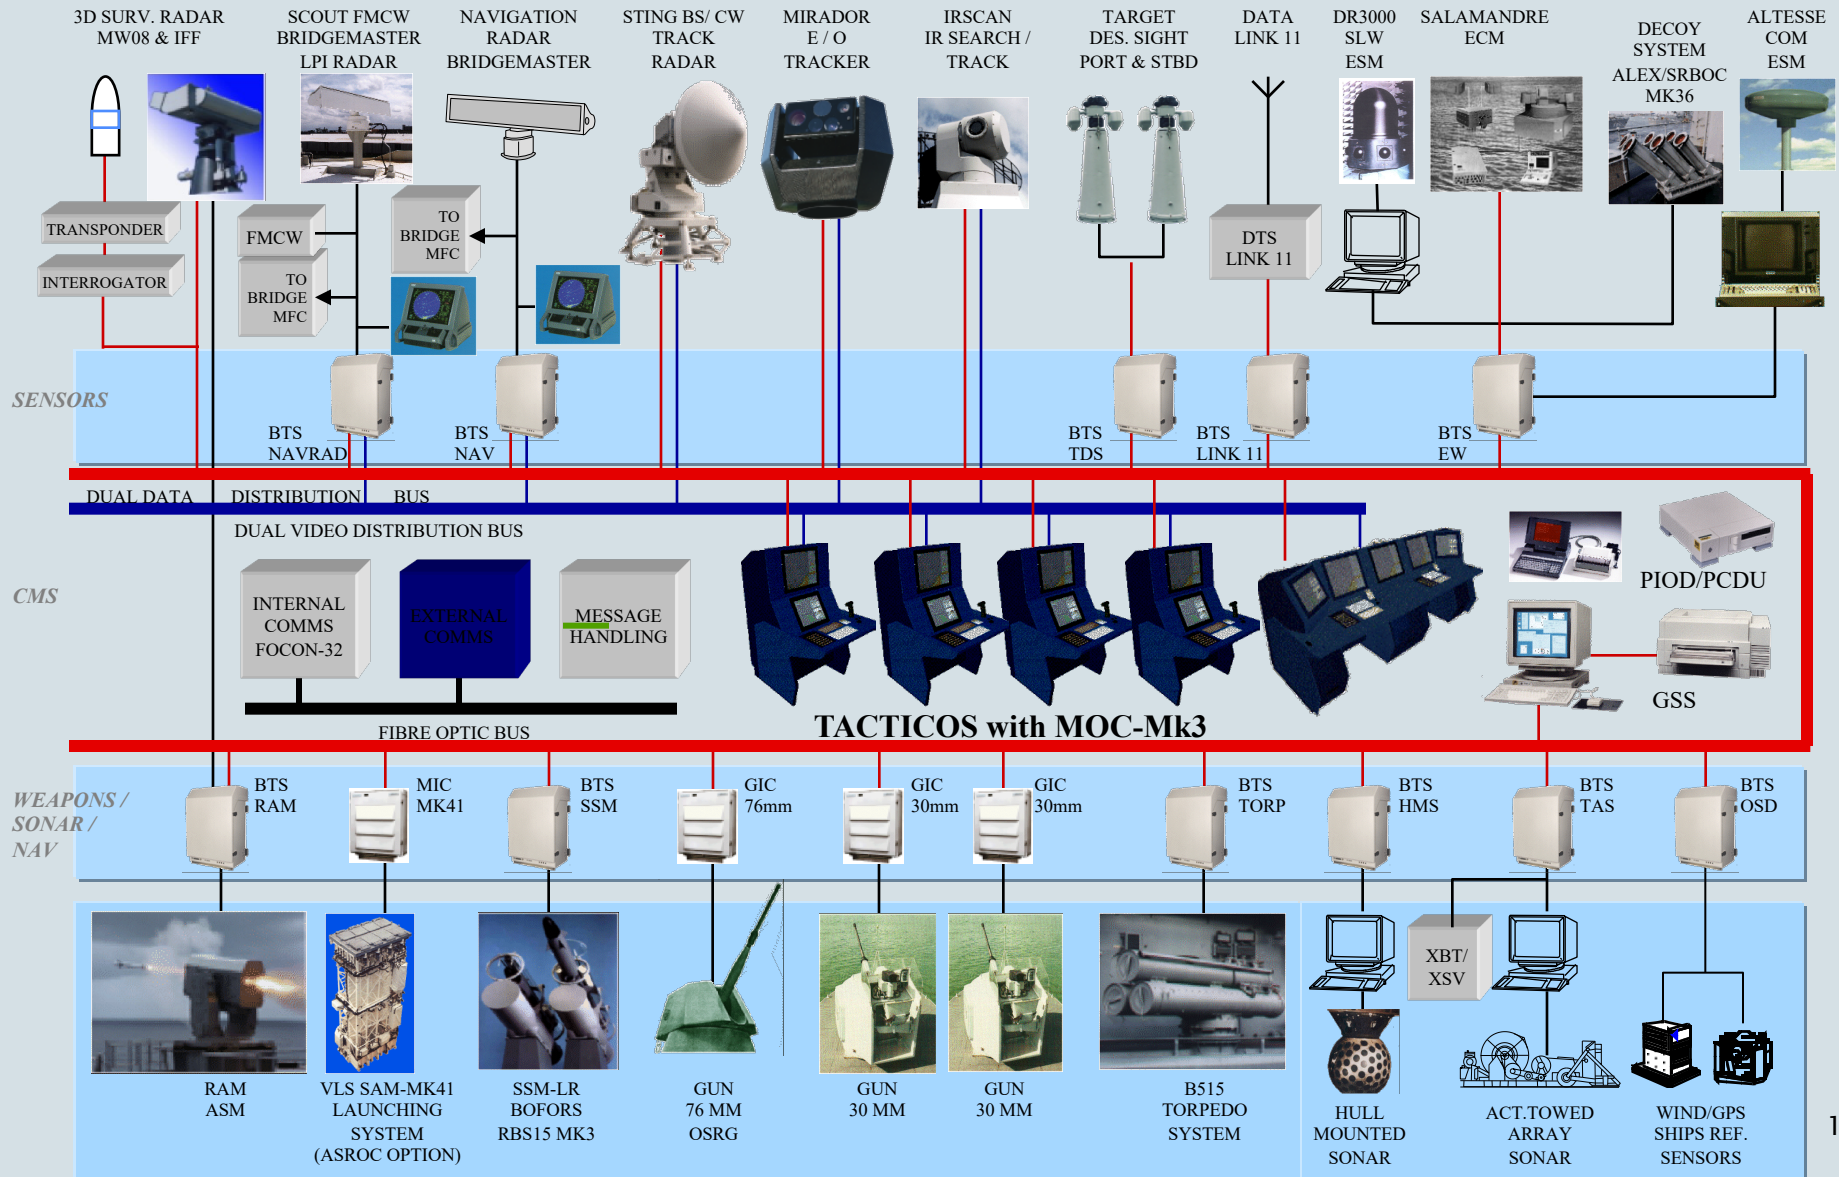 3D SURV. RADAR
MW08 & IFF
SCOUT FMCW
BRIDGEMASTER
LPI RADAR
NAVIGATION
RADAR
BRIDGEMASTER
STING BS/ CW
TRACK
RADAR
MIRADOR
E / O
TRACKER
IRSCAN
IR SEARCH /
TRACK
TARGET
DES. SIGHT
PORT & STBD
DATA
LINK 11
DR3000
SLW
ESM
SALAMANDRE
ECM
DECOY
SYSTEM
ALEX/SRBOC
MK36
ALTESSE
COM
ESM
TRANSPONDER
INTERROGATOR
FMCW
TO
BRIDGE
MFC
TO
BRIDGE
MFC
DTS
LINK 11
SENSORS
BTS
NAVRAD
BTS
NAV
BTS
TDS
BTS
LINK 11
BTS
EW
DUAL DATA DISTRIBUTION BUS
DUAL VIDEO DISTRIBUTION BUS
CMS
INTERNAL
COMMS
FOCON-32
EXTERNAL
COMMS
MESSAGE
HANDLING
FIBRE OPTIC BUS
TACTICOS with MOC-Mk3
PIOD/PCDU
GSS
WEAPONS /
SONAR /
NAV
BTS
RAM
MIC
MK41
BTS
SSM
GIC
76mm
GIC
30mm
GIC
30mm
BTS
TORP
BTS
HMS
BTS
TAS
BTS
OSD
XBT/
XSV
RAM
ASM
VLS SAM-MK41
LAUNCHING
SYSTEM
(ASROC OPTION)
SSM-LR
BOFORS
RBS15 MK3
GUN
76 MM
OSRG
GUN
30 MM
GUN
30 MM
B515
TORPEDO
SYSTEM
HULL
MOUNTED
SONAR
ACT.TOWED
ARRAY
SONAR
WIND/GPS
SHIPS REF.
SENSORS
1